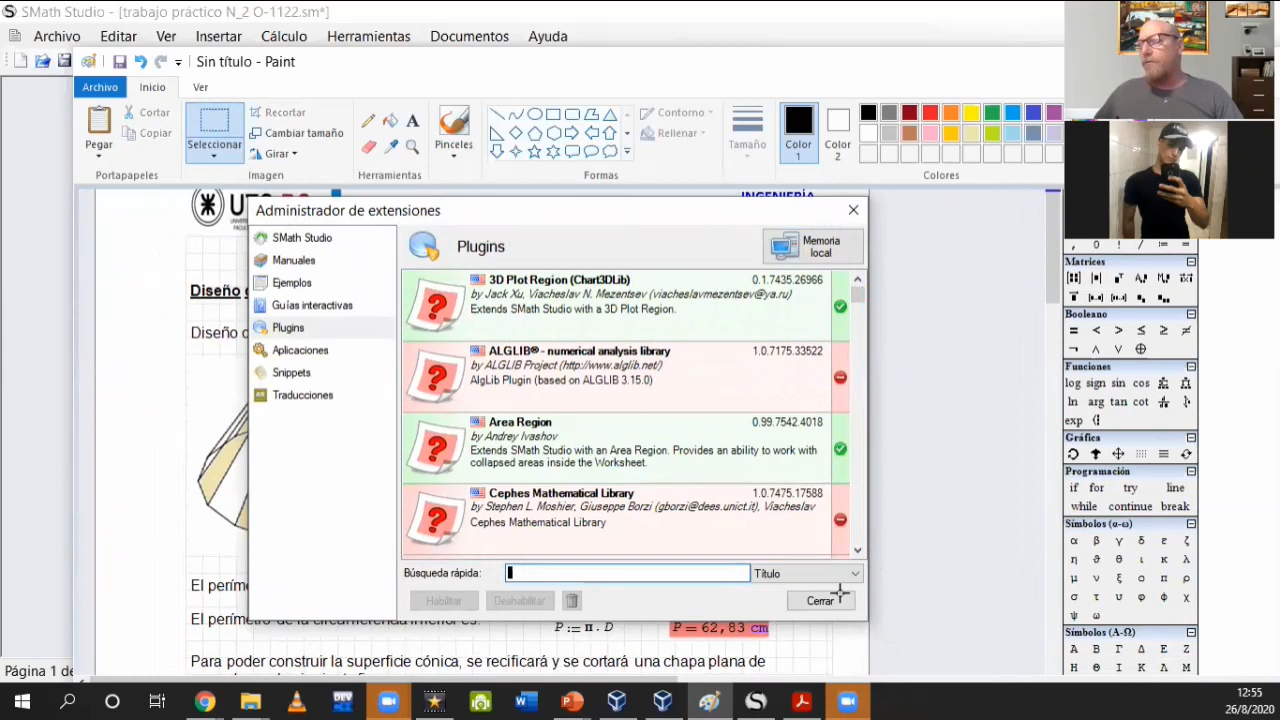 SMath Studio - [trabajo práctico N_2 O-1122.sm*]
Archivo Editar Ver Insertar Cálculo Herramientas Documentos Ayuda
Sin título - Paint
Archivo Inicio Ver
Pegar
Cortar
Copiar
Portapapeles
Seleccionar
Recortar
Cambiar tamaño
Girar
Imagen
A
Herramientas
Pinceles
Contorno
Rellenar
Formas
Tamaño
Color 1
Color 2
Colores
INGENIERÍA
Administrador de extensiones
SMath Studio
Manuales
Ejemplos
Guías interactivas
Plugins
Aplicaciones
Snippets
Traducciones
Plugins
Memoria local
3D Plot Region (Chart3DLib) 0.1.7435.26966
by Jack Xu, Viacheslav N. Mezentsev (viacheslavmezentsev@ya.ru)
Extends SMath Studio with a 3D Plot Region.
ALGLIB® - numerical analysis library 1.0.7175.33522
by ALGLIB Project (http://www.alglib.net/)
AlgLib Plugin (based on ALGLIB 3.15.0)
Area Region 0.99.7542.4018
by Andrey Ivashov
Extends SMath Studio with an Area Region. Provides an ability to work with
collapsed areas inside the Worksheet.
Cephes Mathematical Library 1.0.7475.17588
by Stephen L. Moshier, Giuseppe Borzi (gborzi@dees.unict.it), Viacheslav
Cephes Mathematical Library
Búsqueda rápida: Título
Habilitar Deshabilitar Cerrar
Diseño
Diseño
El perím
El perímetro de la circunferencia
P := π . D P = 62,83 cm
Para poder construir la superficie cónica, se rectificará y se cortará una chapa plana de
, 0 ! / :=
Matrices
Booleano
= < > ≤ ≥ ≠
¬ ∧ ∨ ⊕
Funciones
log sign sin cos
ln arg tan cot
exp
Gráfica
Programación
if for try line
while continue break
Símbolos (α-ω)
α β γ δ ε ζ
η ϑ θ ι κ λ
μ ν ξ ο π ρ
σ τ υ φ χ
ψ ω
Símbolos (A-Ω)
Α Β Γ Δ Ε Ζ
Η Θ Ι Κ Λ Μ
Página 1 de
DEV
12:55
26/8/2020